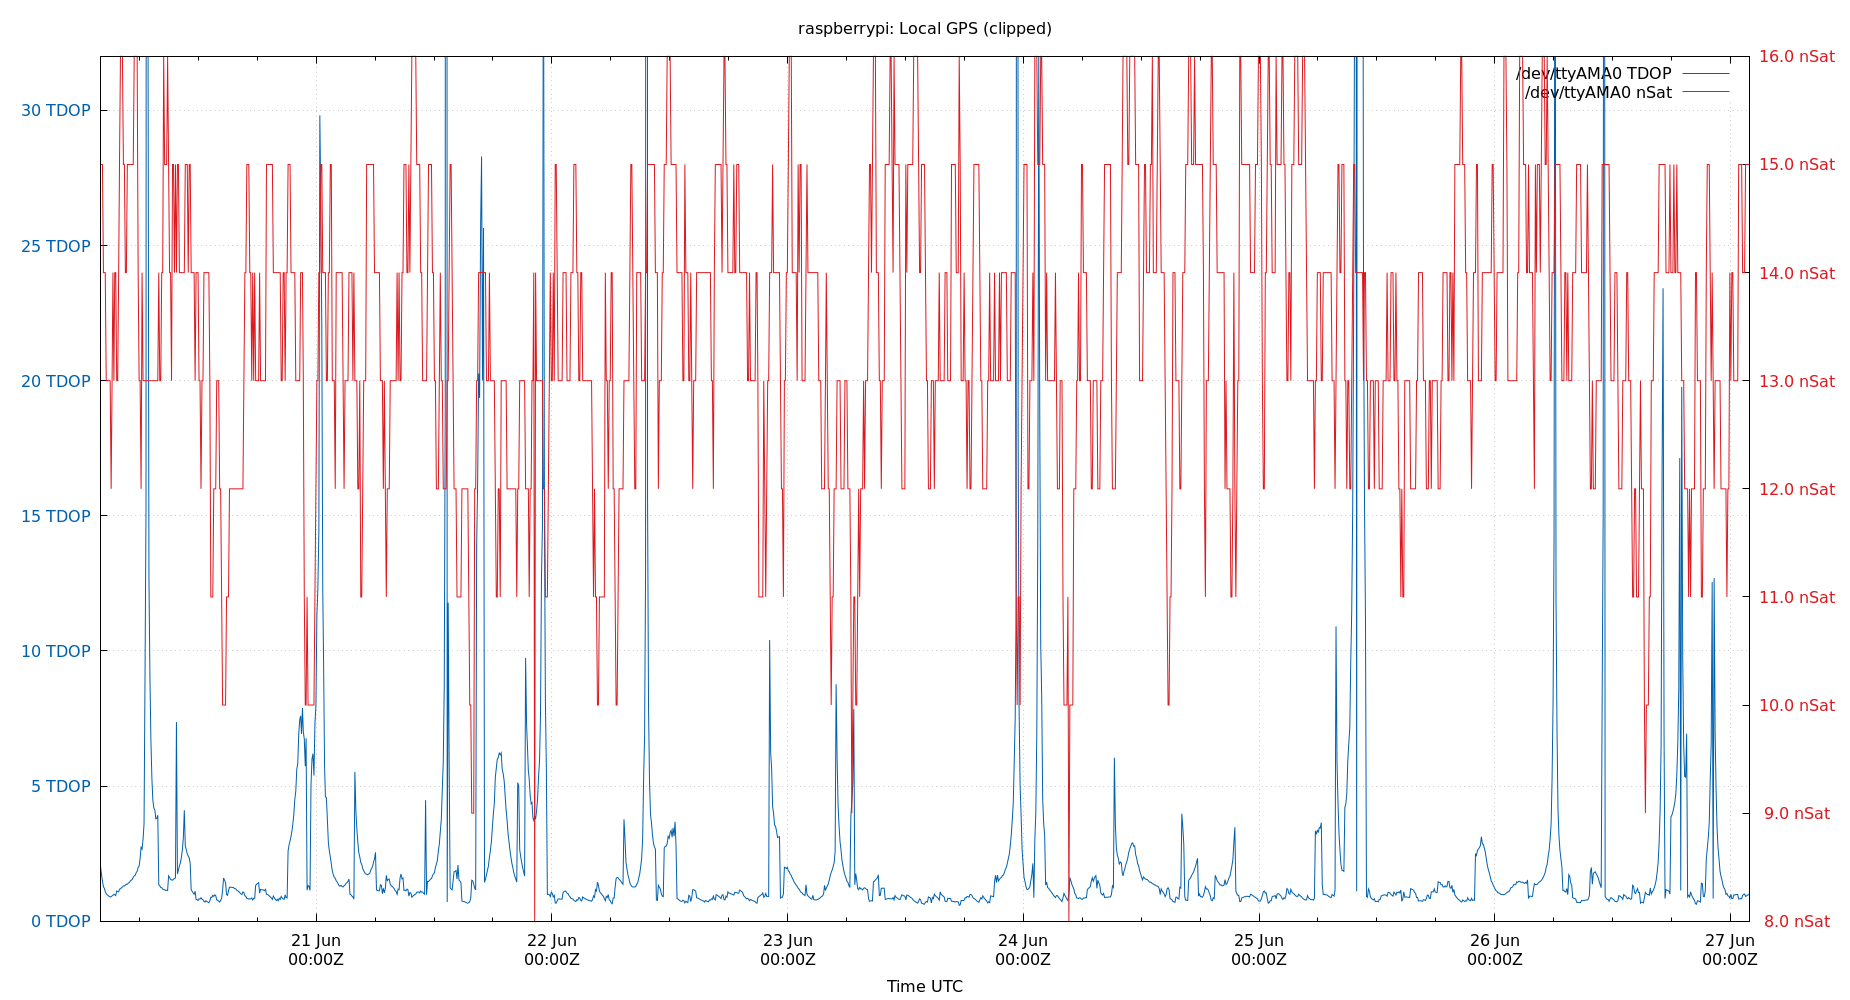 raspberrypi: Local GPS (clipped)
/dev/ttyAMA0 TDOP
/dev/ttyAMA0 nSat
30 TDOP
25 TDOP
20 TDOP
15 TDOP
10 TDOP
5 TDOP
0 TDOP
16.0 nSat
15.0 nSat
14.0 nSat
13.0 nSat
12.0 nSat
11.0 nSat
10.0 nSat
9.0 nSat
8.0 nSat
21 Jun
00:00Z
22 Jun
00:00Z
23 Jun
00:00Z
24 Jun
00:00Z
25 Jun
00:00Z
26 Jun
00:00Z
27 Jun
00:00Z
Time UTC